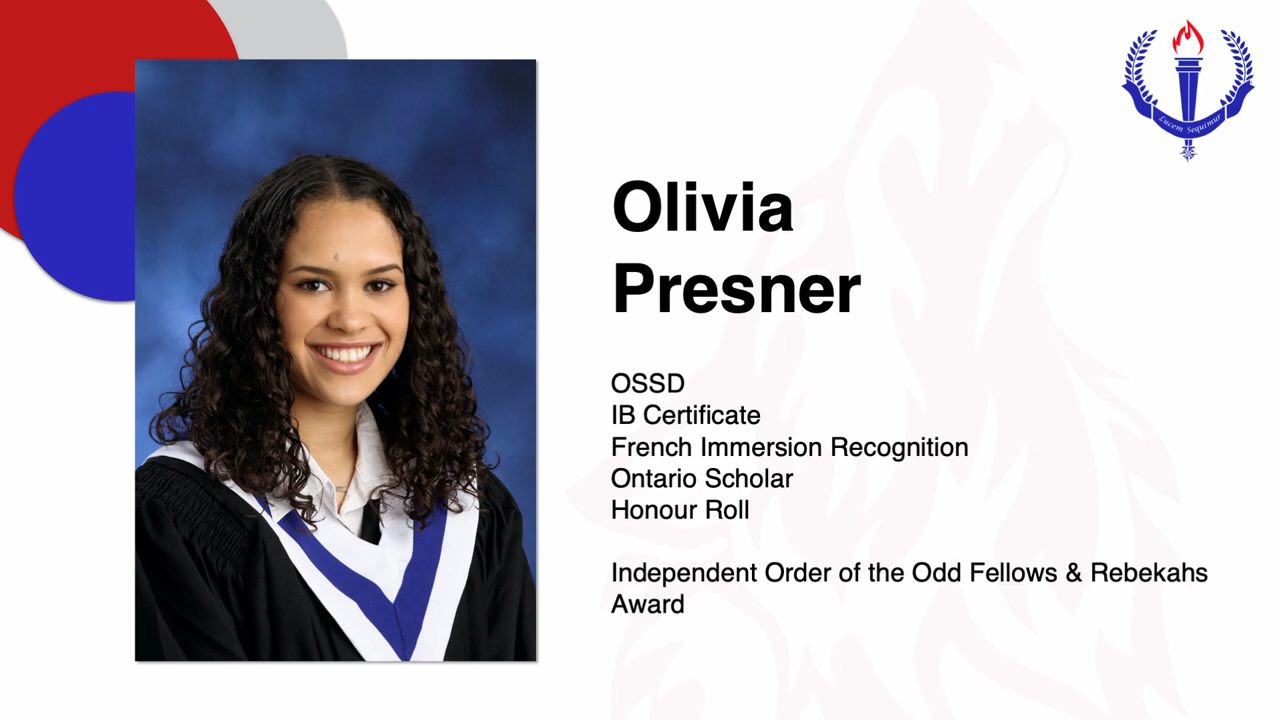 Lucem Sequimur
Olivia
Presner
OSSD
IB Certificate
French Immersion Recognition
Ontario Scholar
Honour Roll
Independent Order of the Odd Fellows & Rebekahs
Award